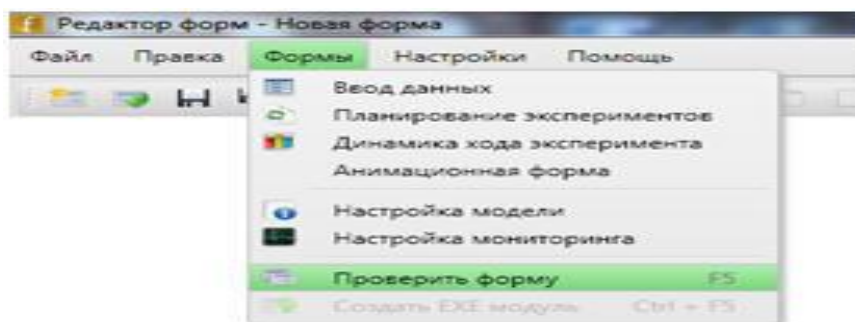 Редактор форм - Новая форма
Файл Правка Формы Настройки Помощь
Ввод данных
Планирование экспериментов
Динамика хода эксперимента
Анимационная форма
Настройка модели
Настройка мониторинга
Проверить форму F5
Создать EXE модуль Ctrl + F5